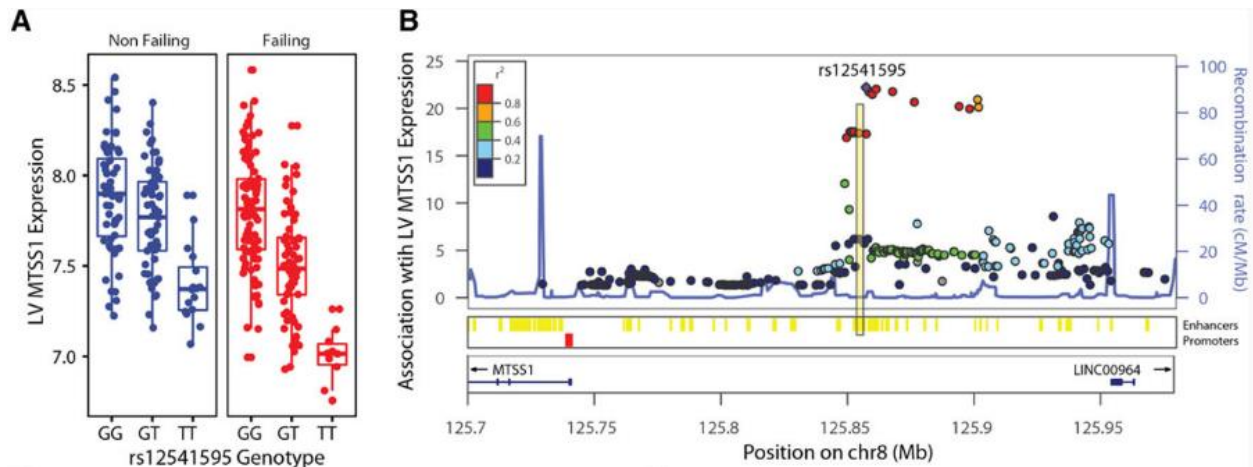 A
Non Failing
Failing
8.5
8.0
7.5
7.0
LV MTSS1 Expression
GG GT TT GG GT TT
rs12541595 Genotype
B
Association wtih LV MTSS1 Expression
25
20
15
10
5
0
r²
0.8
0.6
0.4
0.2
rs12541595
100
80
60
40
20
0
Recombination rate (cM/Mb)
Enhancers
Promoters
MTSS1
LINC00964
125.7 125.75 125.8 125.85 125.9 125.95
Position on chr8 (Mb)